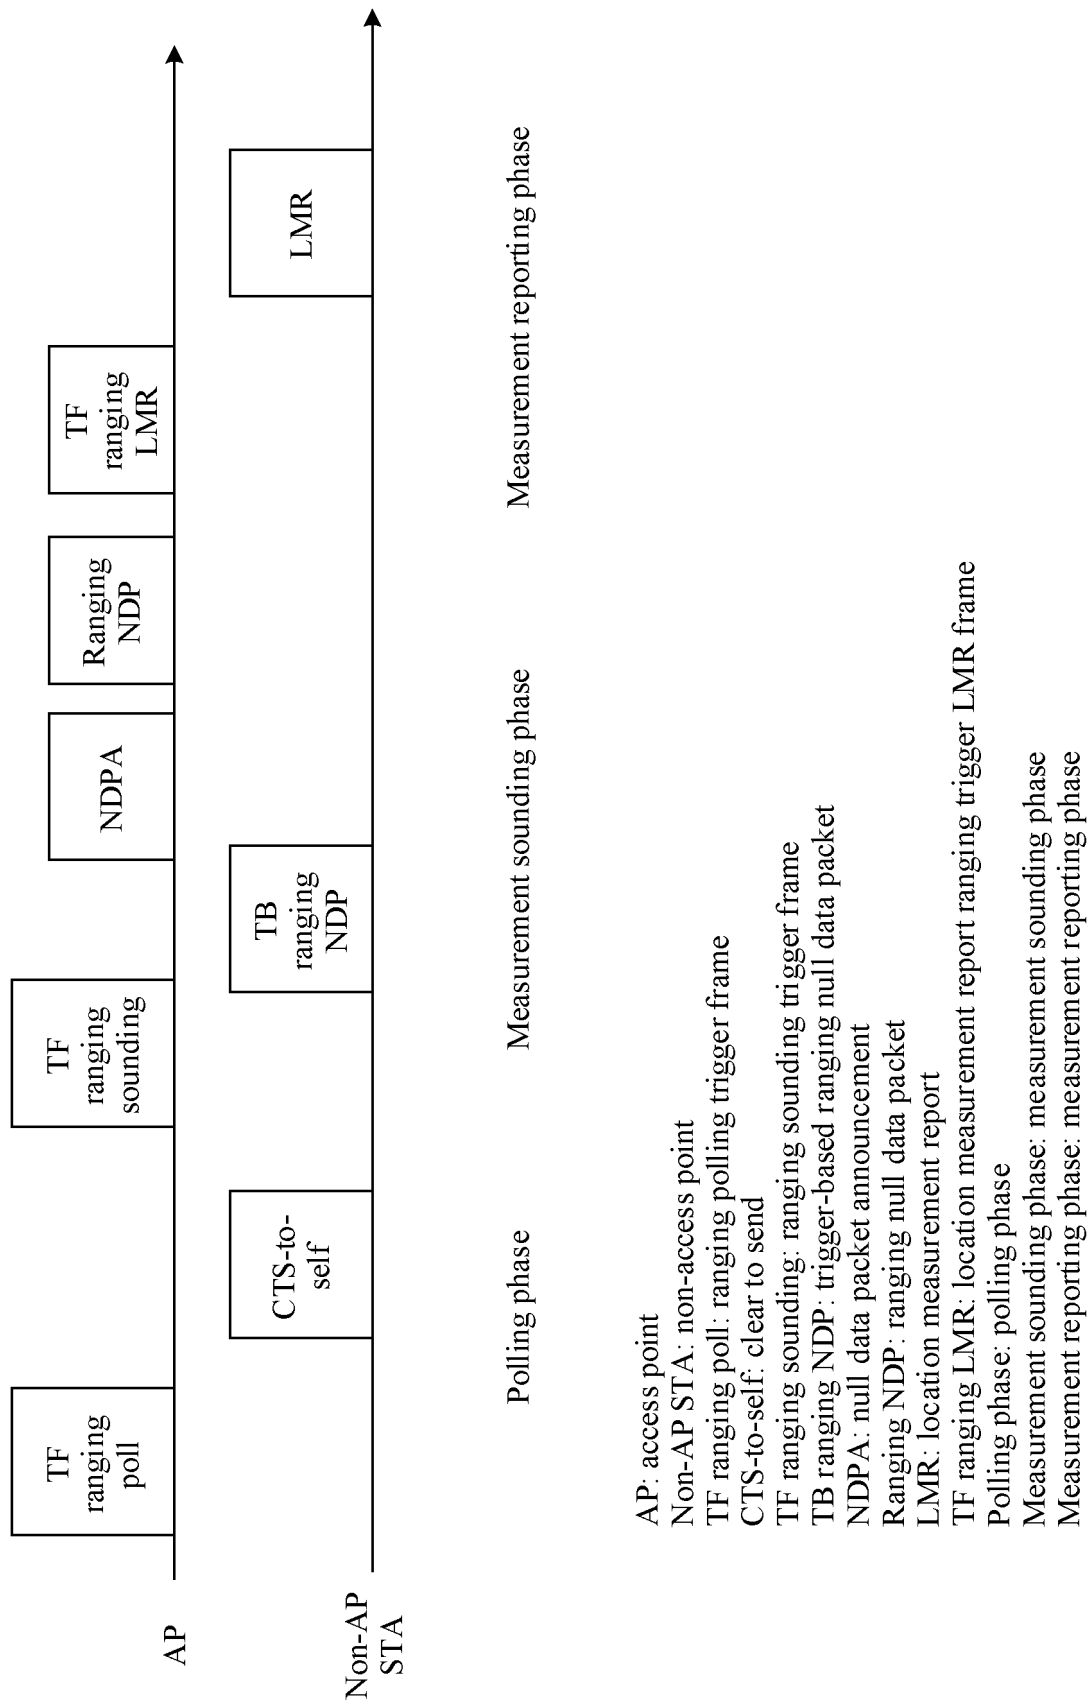 AP
TF
ranging
poll
TF
ranging
sounding
NDPA
Ranging
NDP
TF
ranging
LMR
Non-AP
STA
CTS-to-
self
TB
ranging
NDP
LMR
Polling phase
Measurement sounding phase
Measurement reporting phase
AP: access point
Non-AP STA: non-access point
TF ranging poll: ranging polling trigger frame
CTS-to-self: clear to send
TF ranging sounding: ranging sounding trigger frame
TB ranging NDP: trigger-based ranging null data packet
NDPA: null data packet announcement
Ranging NDP: ranging null data packet
LMR: location measurement report
TF ranging LMR: location measurement report ranging trigger LMR frame
Polling phase: polling phase
Measurement sounding phase: measurement sounding phase
Measurement reporting phase: measurement reporting phase